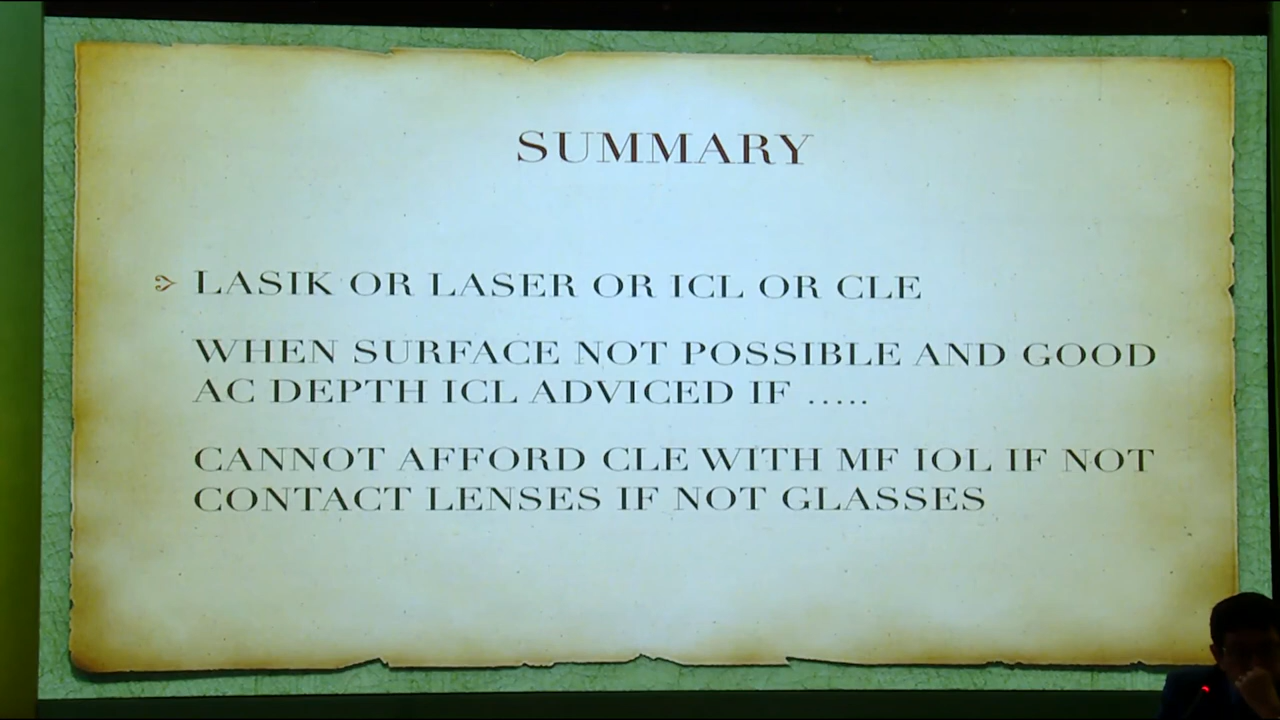 SUMMARY
LASIK OR LASER OR ICL OR CLE
WHEN SURFACE NOT POSSIBLE AND GOOD
AC DEPTH ICL ADVICED IF .....
CANNOT AFFORD CLE WITH MF IOL IF NOT
CONTACT LENSES IF NOT GLASSES